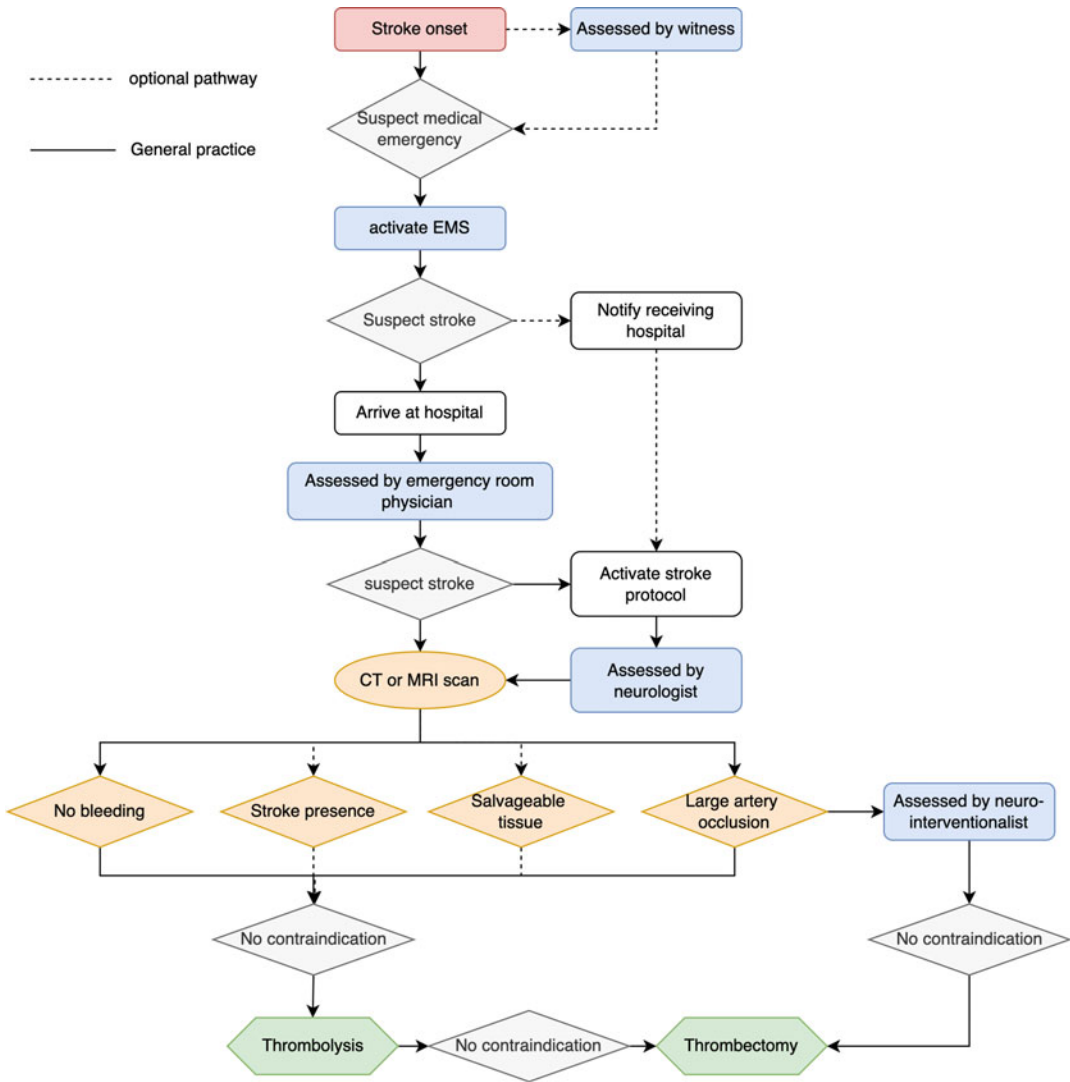 Stroke onset
Assessed by witness
optional pathway
General practice
Suspect medical
emergency
activate EMS
Suspect stroke
Notify receiving
hospital
Arrive at hospital
Assessed by emergency room
physician
suspect stroke
Activate stroke
protocol
CT or MRI scan
Assessed by
neurologist
No bleeding
Stroke presence
Salvageable
tissue
Large artery
occlusion
Assessed by neuro-
interventionalist
No contraindication
No contraindication
Thrombolysis
No contraindication
Thrombectomy